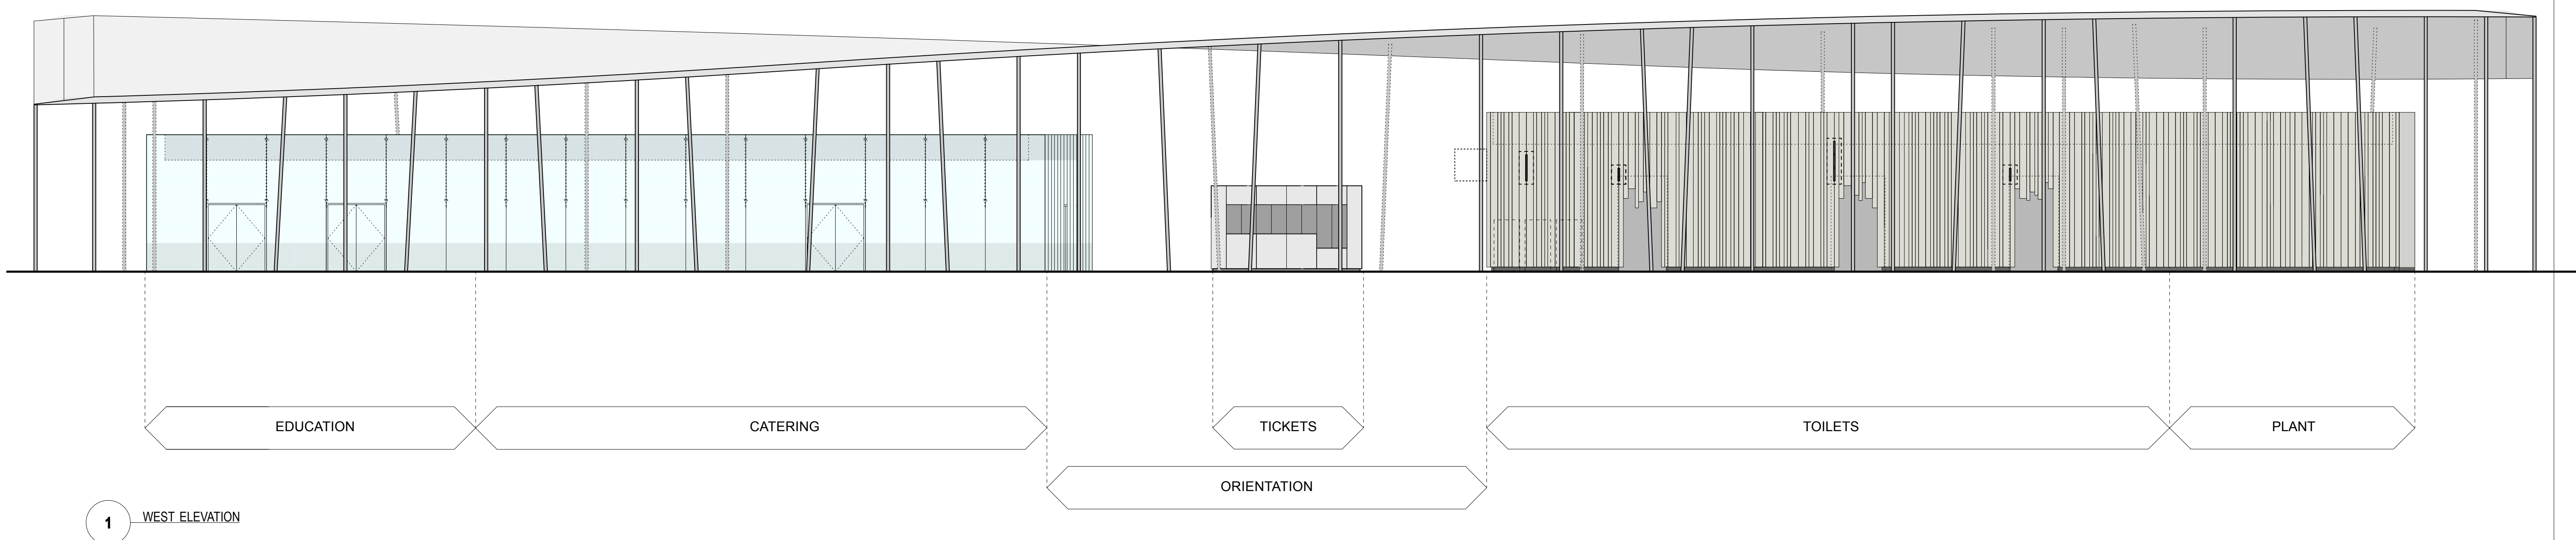 EDUCATION
CATERING
TICKETS
TOILETS
PLANT
ORIENTATION
1
WEST ELEVATION